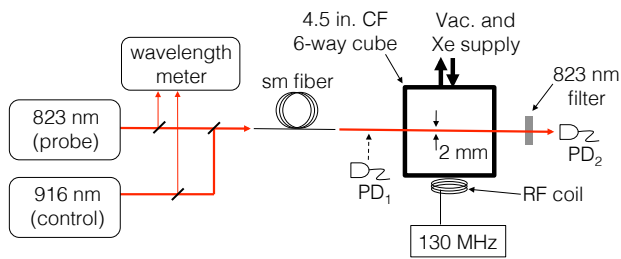 4.5 in. CF
6-way cube
Vac. and
Xe supply
wavelength
meter
sm fiber
823 nm
filter
823 nm
(probe)
2 mm
PD2
PD1
916 nm
(control)
RF coil
130 MHz